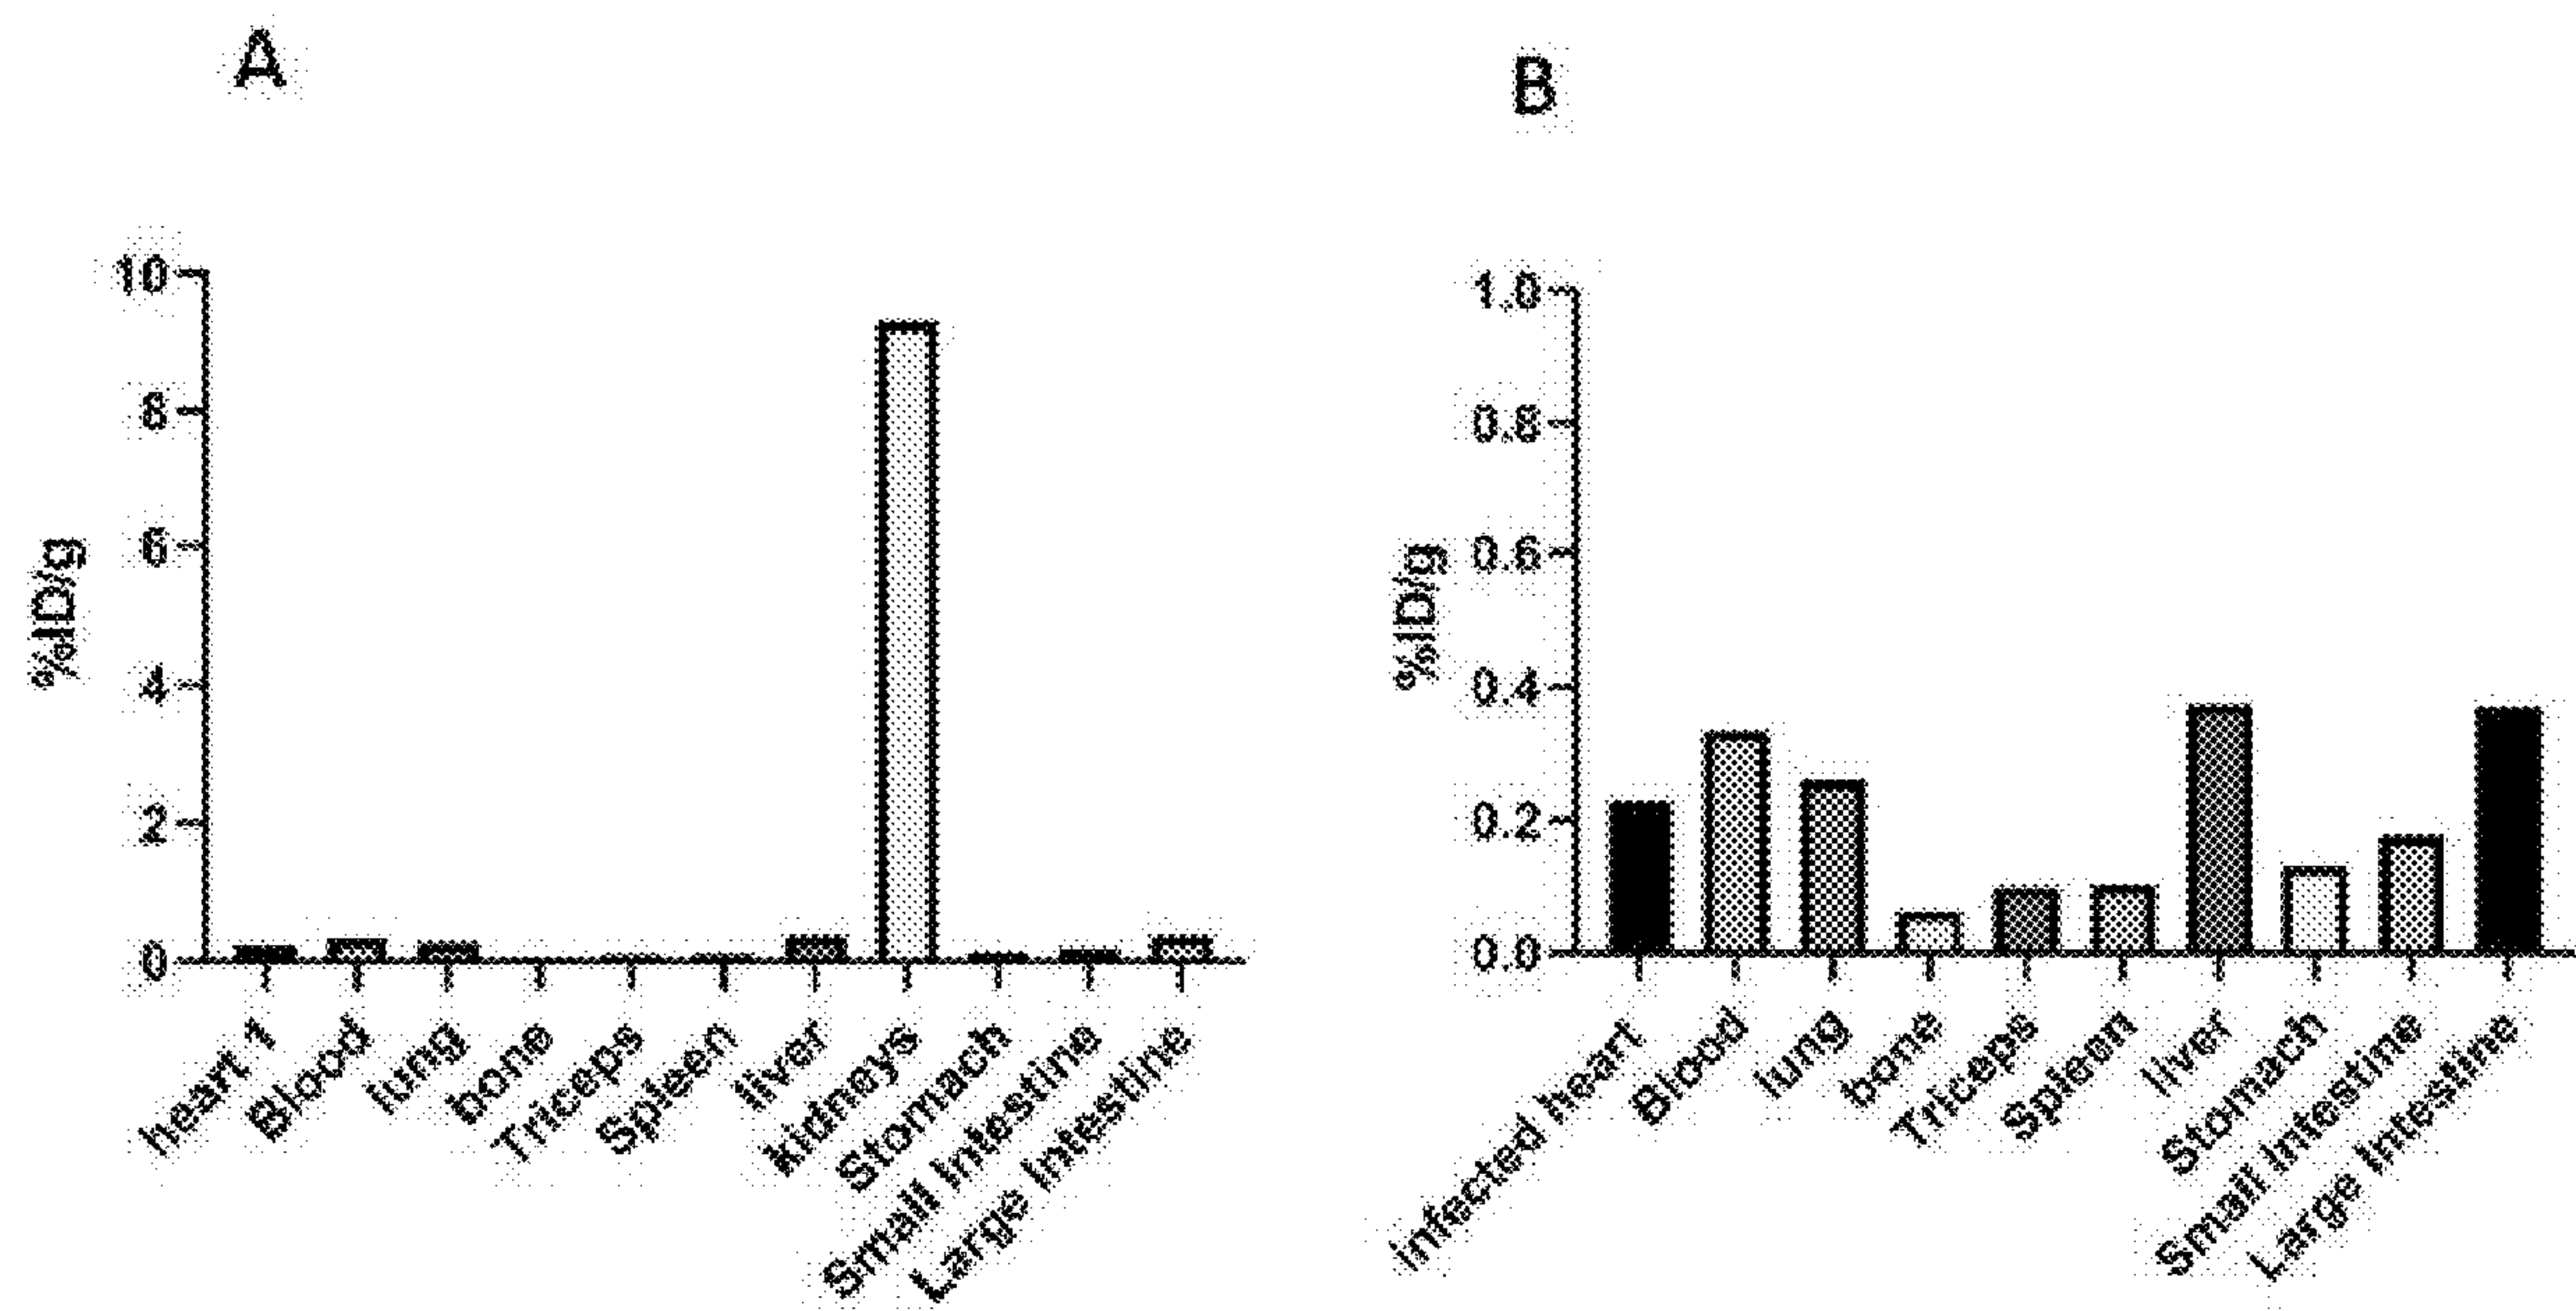 A
%ID/g
10
8
6
4
2
0
heart 1
Blood
lung
bone
Triceps
Spleen
liver
kidneys
Stomach
Small Intestine
Large Intestine
B
%ID/g
1.0
0.8
0.6
0.4
0.2
0.0
infected heart
Blood
lung
bone
Triceps
Spleen
liver
Stomach
Small Intestine
Large Intestine